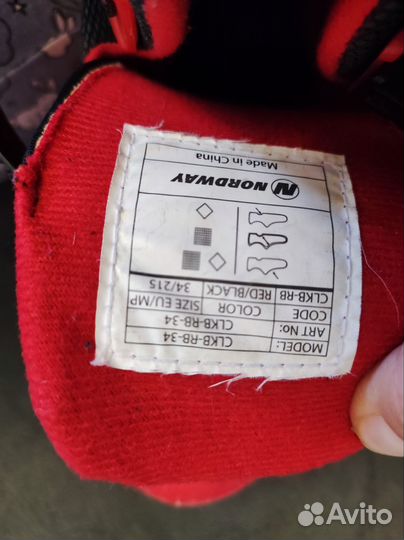 NORDWAY
Made in China
MODEL: CLKB-RB-34
ART No: CLKB-RB-34
CODE COLOR SIZE EU/MP
CLKB-RB RED/BLACK 34/215
Avito